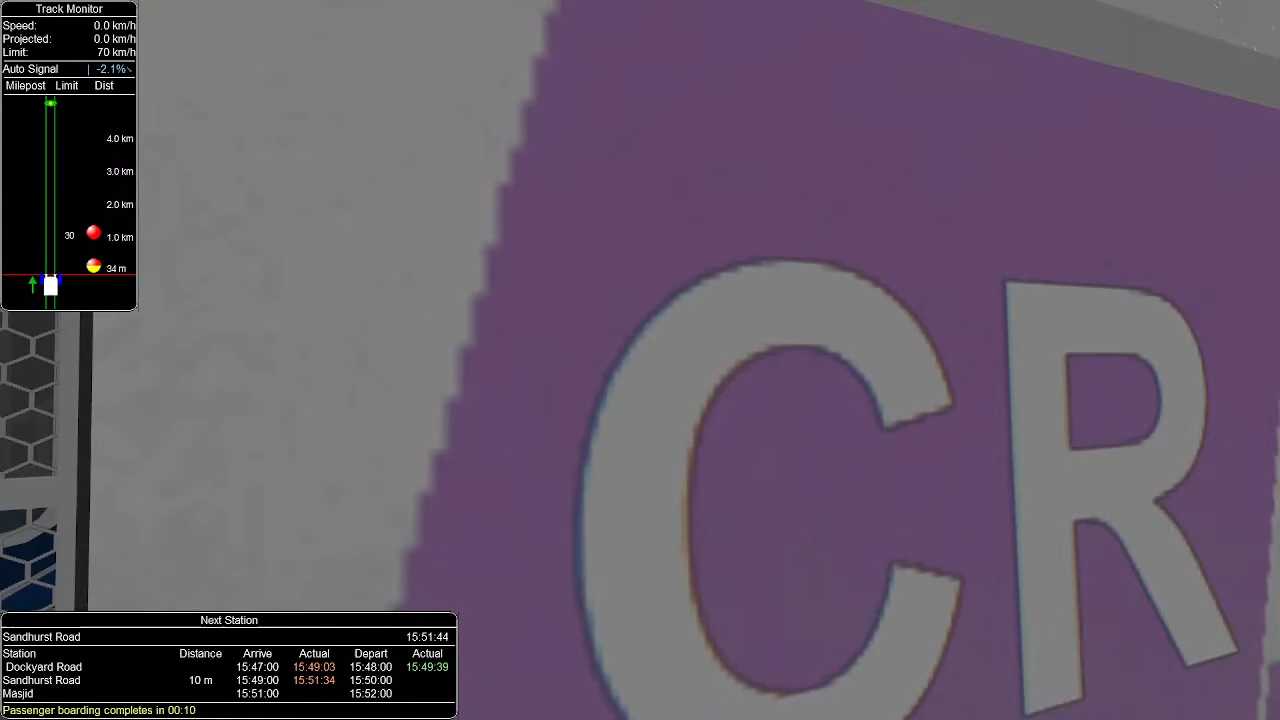 Track Monitor
Speed: 0.0 km/h
Projected: 0.0 km/h
Limit: 70 km/h
Auto Signal | -2.1%
Milepost Limit Dist
4.0 km
3.0 km
2.0 km
30 1.0 km
34 m
CR
Next Station
Sandhurst Road 15:51:44
Station Distance Arrive Actual Depart Actual
Dockyard Road 15:47:00 15:49:03 15:48:00 15:49:39
Sandhurst Road 10 m 15:49:00 15:51:34 15:50:00
Masjid 15:51:00 15:52:00
Passenger boarding completes in 00:10